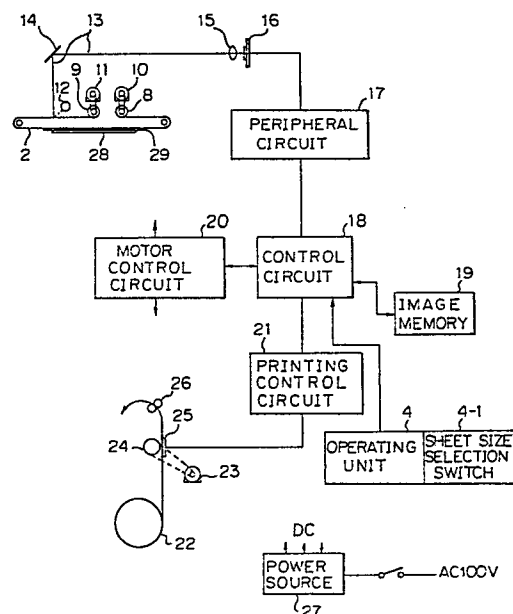 14
13
15
16
12
11
10
9
8
2
28
29
17
PERIPHERAL
CIRCUIT
20
MOTOR
CONTROL
CIRCUIT
18
CONTROL
CIRCUIT
19
IMAGE
MEMORY
21
PRINTING
CONTROL
CIRCUIT
26
25
24
23
22
4
4-1
OPERATING
UNIT
SHEET SIZE
SELECTION
SWITCH
DC
POWER
SOURCE
27
AC100V